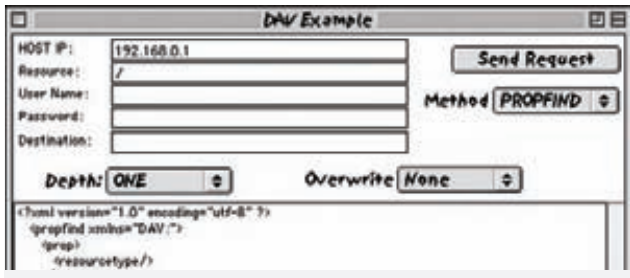 DAV Example
HOST IP: 192.168.0.1
Resource: /
User Name:
Password:
Destination:
Send Request
Method PROPFIND
Depth: ONE
Overwrite None
<?xml version="1.0" encoding="utf-8" ?>
<propfind xmlns="DAV:">
<prop>
<resourcetype/>